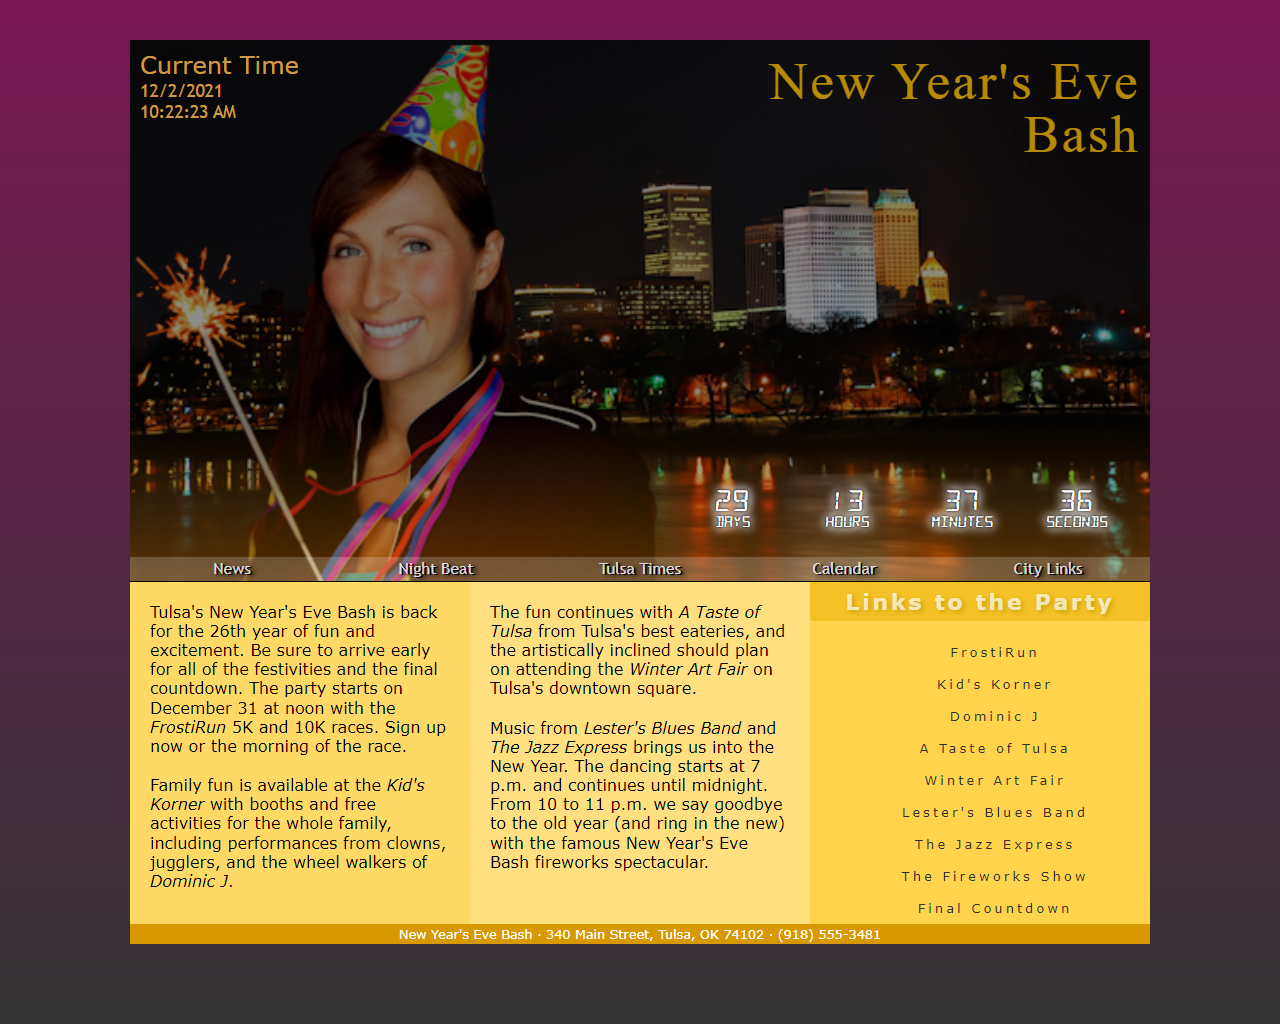 Current Time
12/2/2021
10:22:23 AM
New Year's Eve
Bash
29
DAYS
13
HOURS
37
MINUTES
36
SECONDS
News
Night Beat
Tulsa Times
Calendar
City Links
Tulsa's New Year's Eve Bash is back
for the 26th year of fun and
excitement. Be sure to arrive early
for all of the festivities and the final
countdown. The party starts on
December 31 at noon with the
FrostiRun 5K and 10K races. Sign up
now or the morning of the race.
Family fun is available at the Kid's
Korner with booths and free
activities for the whole family,
including performances from clowns,
jugglers, and the wheel walkers of
Dominic J.
The fun continues with A Taste of
Tulsa from Tulsa's best eateries, and
the artistically inclined should plan
on attending the Winter Art Fair on
Tulsa's downtown square.
Music from Lester's Blues Band and
The Jazz Express brings us into the
New Year. The dancing starts at 7
p.m. and continues until midnight.
From 10 to 11 p.m. we say goodbye
to the old year (and ring in the new)
with the famous New Year's Eve
Bash fireworks spectacular.
Links to the Party
FrostiRun
Kid's Korner
Dominic J
A Taste of Tulsa
Winter Art Fair
Lester's Blues Band
The Jazz Express
The Fireworks Show
Final Countdown
New Year's Eve Bash · 340 Main Street, Tulsa, OK 74102 · (918) 555-3481